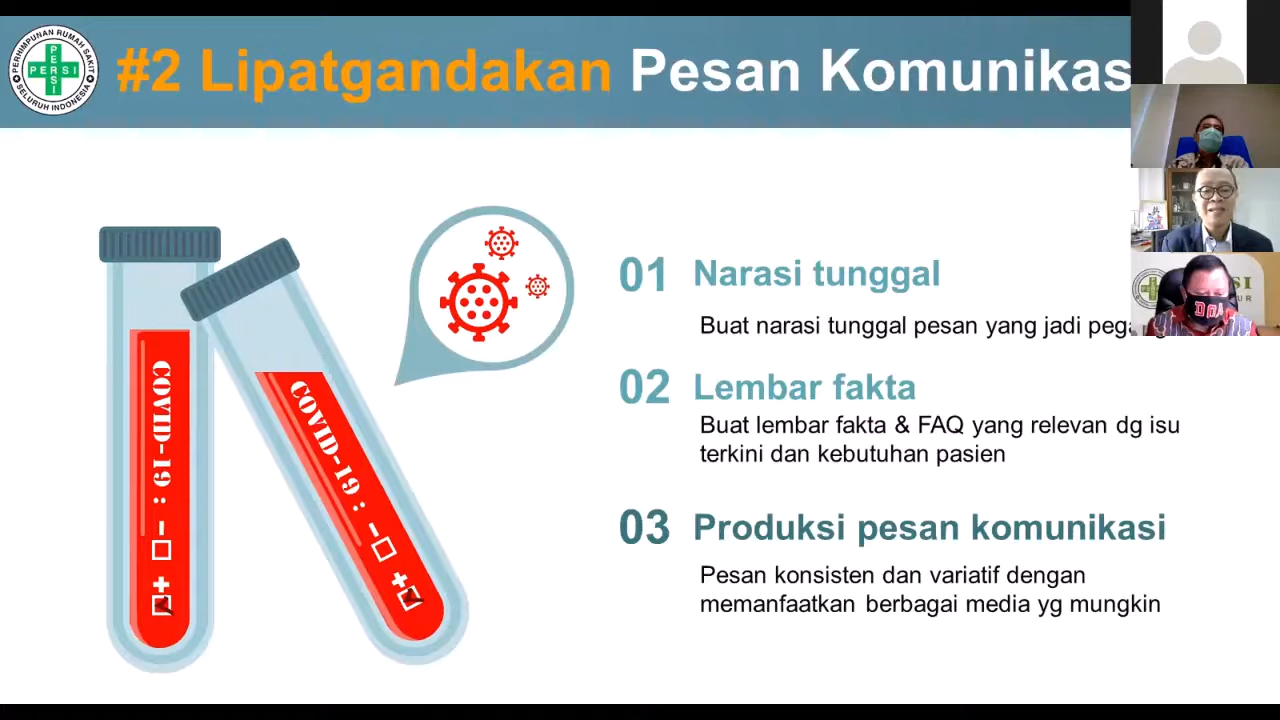 PERHIMPUNAN RUMAH SAKIT
PERSI
PERSI
SELURUH INDONESIA
#2 Lipatgandakan Pesan Komunikas
COVID-19 : -
+
COVID-19 : -
+
01 Narasi tunggal
Buat narasi tunggal pesan yang jadi
02 Lembar fakta
Buat lembar fakta & FAQ yang relevan dg isu
terkini dan kebutuhan pasien
03 Produksi pesan komunikasi
Pesan konsisten dan variatif dengan
memanfaatkan berbagai media yg mungkin